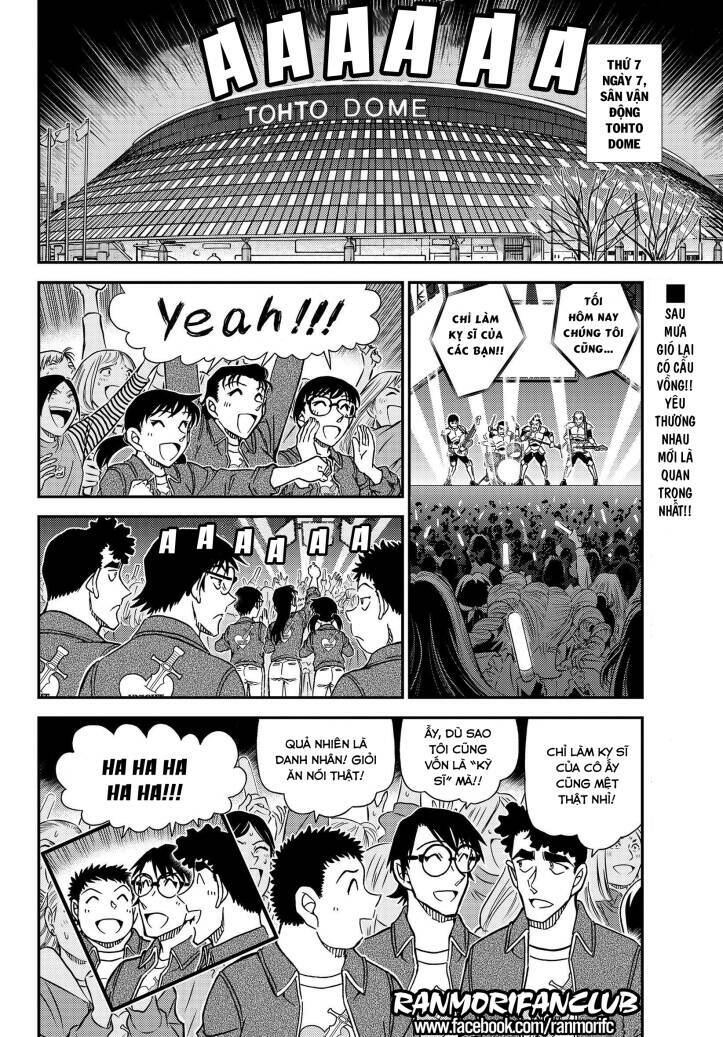 AAAAAA
THỨ 7
NGÀY 7,
SÂN VẬN
ĐỘNG
TOHTO
DOME
TOHTO DOME
SAU
MƯA
GIÓ LẠI
CÓ CẦU
VỒNG!!
YÊU
THƯƠNG
NHAU
MỚI LÀ
QUAN
TRỌNG
NHẤT!!
TỐI
HÔM NAY
CHÚNG TÔI
CŨNG...
CHỈ LÀM
KỴ SĨ CỦA
CÁC BẠN!!
Yeah!!!
AAAAAA
CHỈ LÀM KỴ SĨ
CỦA CÔ ẤY
CŨNG MỆT
THẬT NHỈ!
ẤY, DÙ SAO
TÔI CŨNG
VỐN LÀ "KỲ
SĨ" MÀ!!
QUẢ NHIÊN LÀ
DANH NHÂN! GIỎI
ĂN NÓI THẬT!
HA HA HA
HA HA!!!
RANMORIFANCLUB
www.facebook.com/ranmorifc